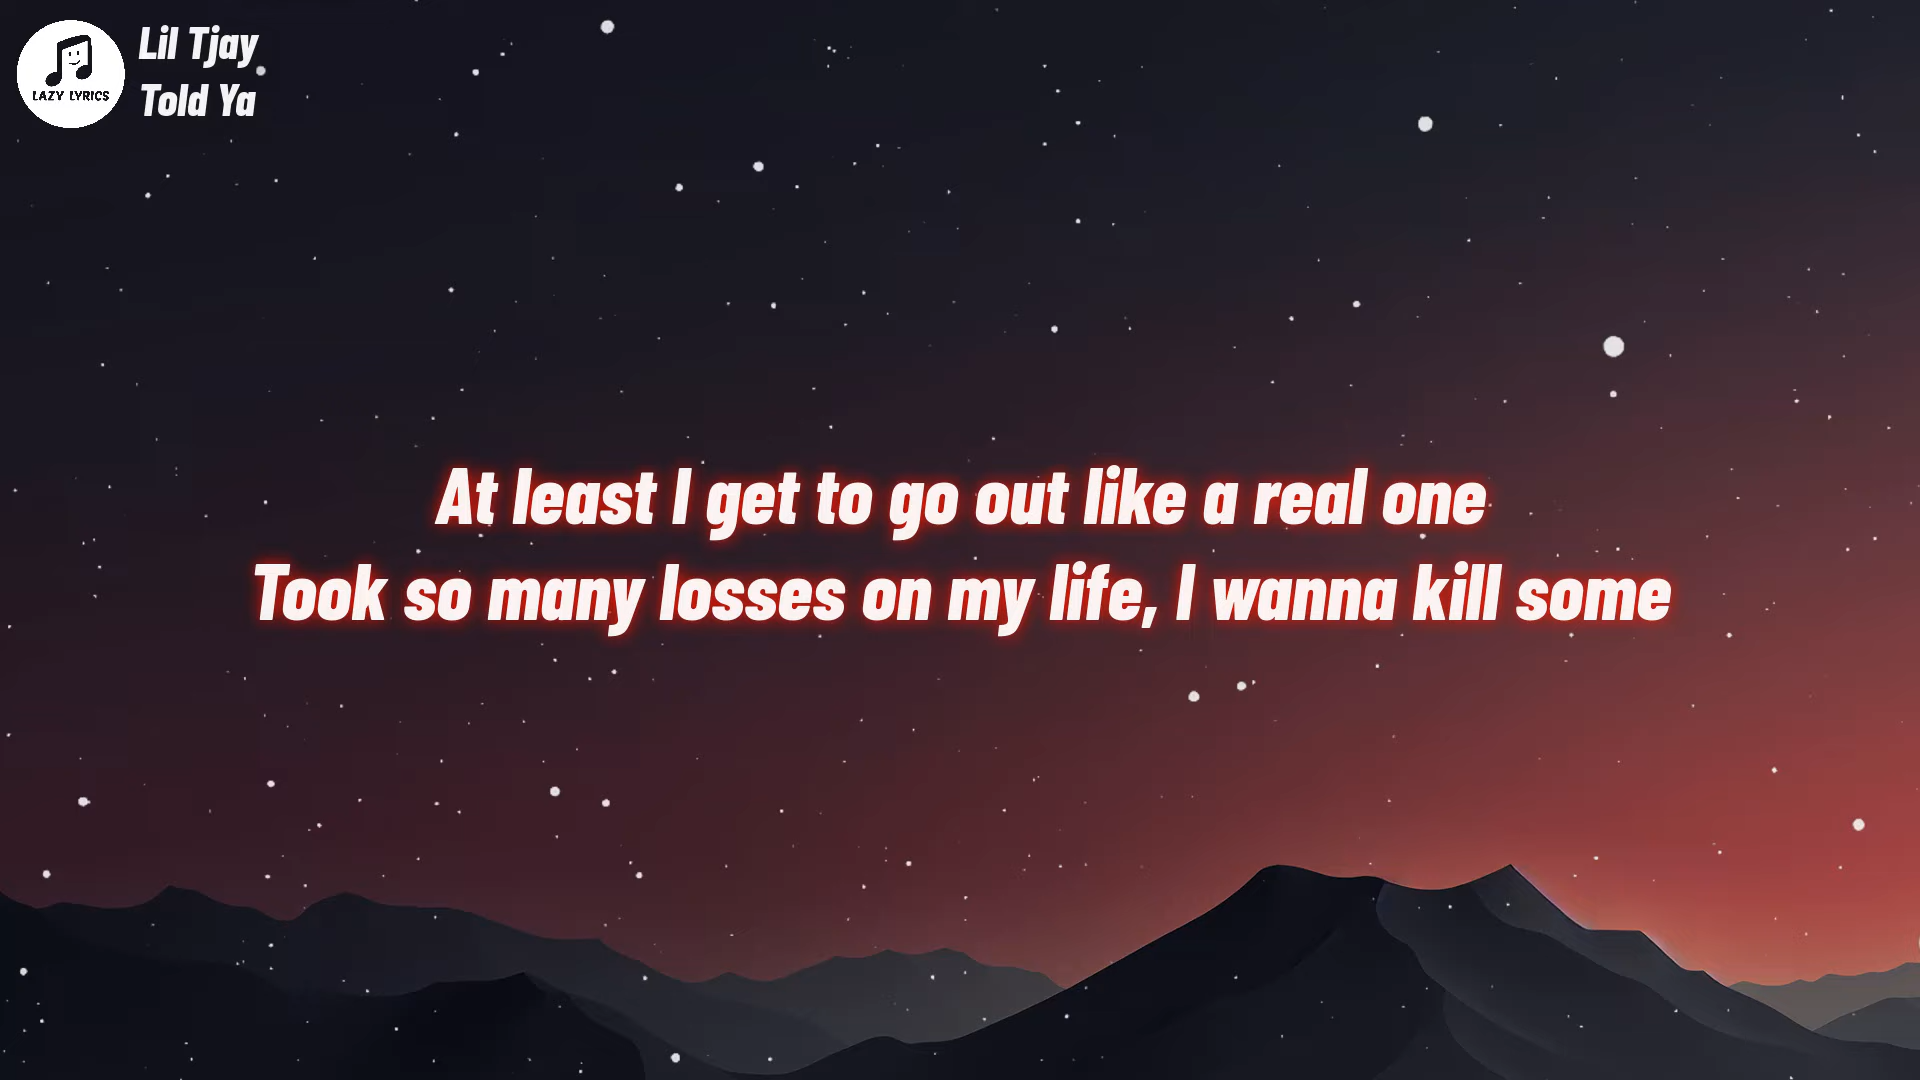 LAZY LYRICS
Lil Tjay
Told Ya
At least I get to go out like a real one
Took so many losses on my life, I wanna kill some